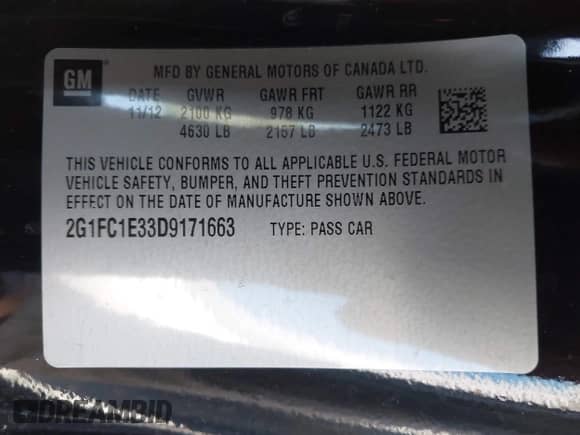 GM
MFD BY GENERAL MOTORS OF CANADA LTD.
DATE GVWR GAWR FRT GAWR RR
11/12 2100 KG 978 KG 1122 KG
4630 LB 2157 LB 2473 LB
THIS VEHICLE CONFORMS TO ALL APPLICABLE U.S. FEDERAL MOTOR
VEHICLE SAFETY, BUMPER, AND THEFT PREVENTION STANDARDS IN
EFFECT ON THE DATE OF MANUFACTURE SHOWN ABOVE.
2G1FC1E33D9171663 TYPE: PASS CAR
DREAMBID